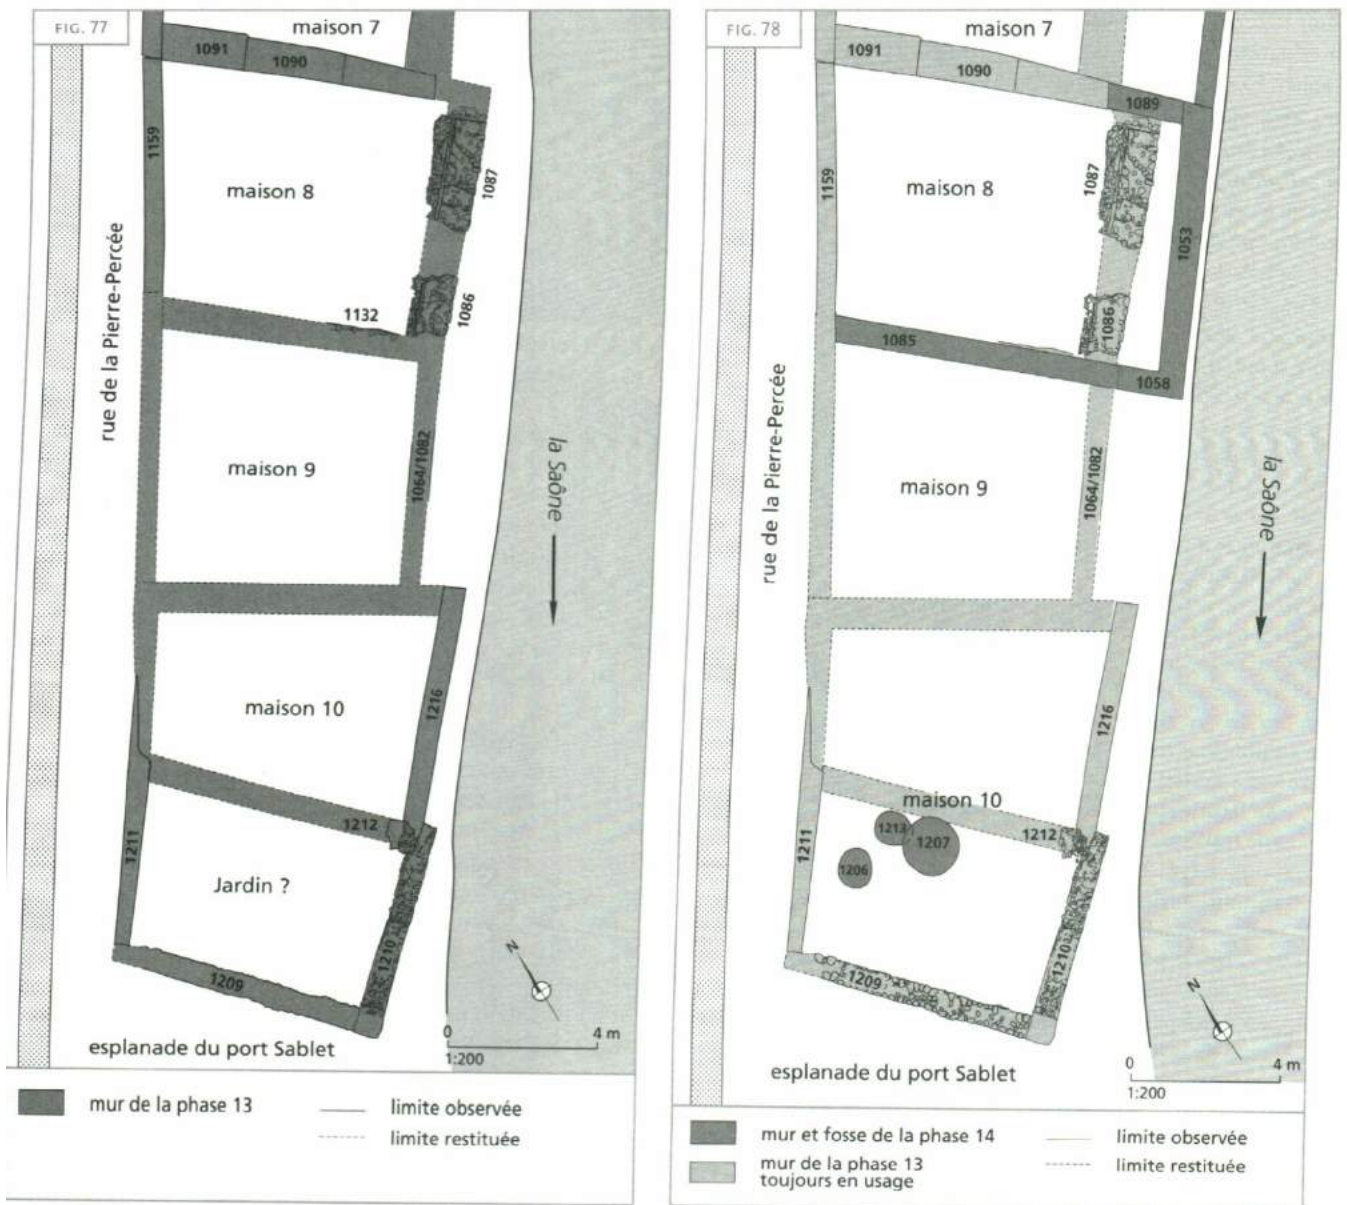 FIG. 77
maison 7
1091
1090
1159
maison 8
1087
rue de la Pierre-Percée
1132
1086
maison 9
1064/1082
la Saône
maison 10
1216
1212
1211
Jardin ?
1210
1209
N
esplanade du port Sablet
0 4 m
1:200
mur de la phase 13
limite observée
limite restituée
FIG. 78
maison 7
1091
1090
1089
1159
maison 8
1087
1053
rue de la Pierre-Percée
1086
1085
1058
maison 9
1064/1082
la Saône
1216
maison 10
1213
1207
1212
1211
1206
1210
1209
N
esplanade du port Sablet
0 4 m
1:200
mur et fosse de la phase 14
mur de la phase 13
toujours en usage
limite observée
limite restituée